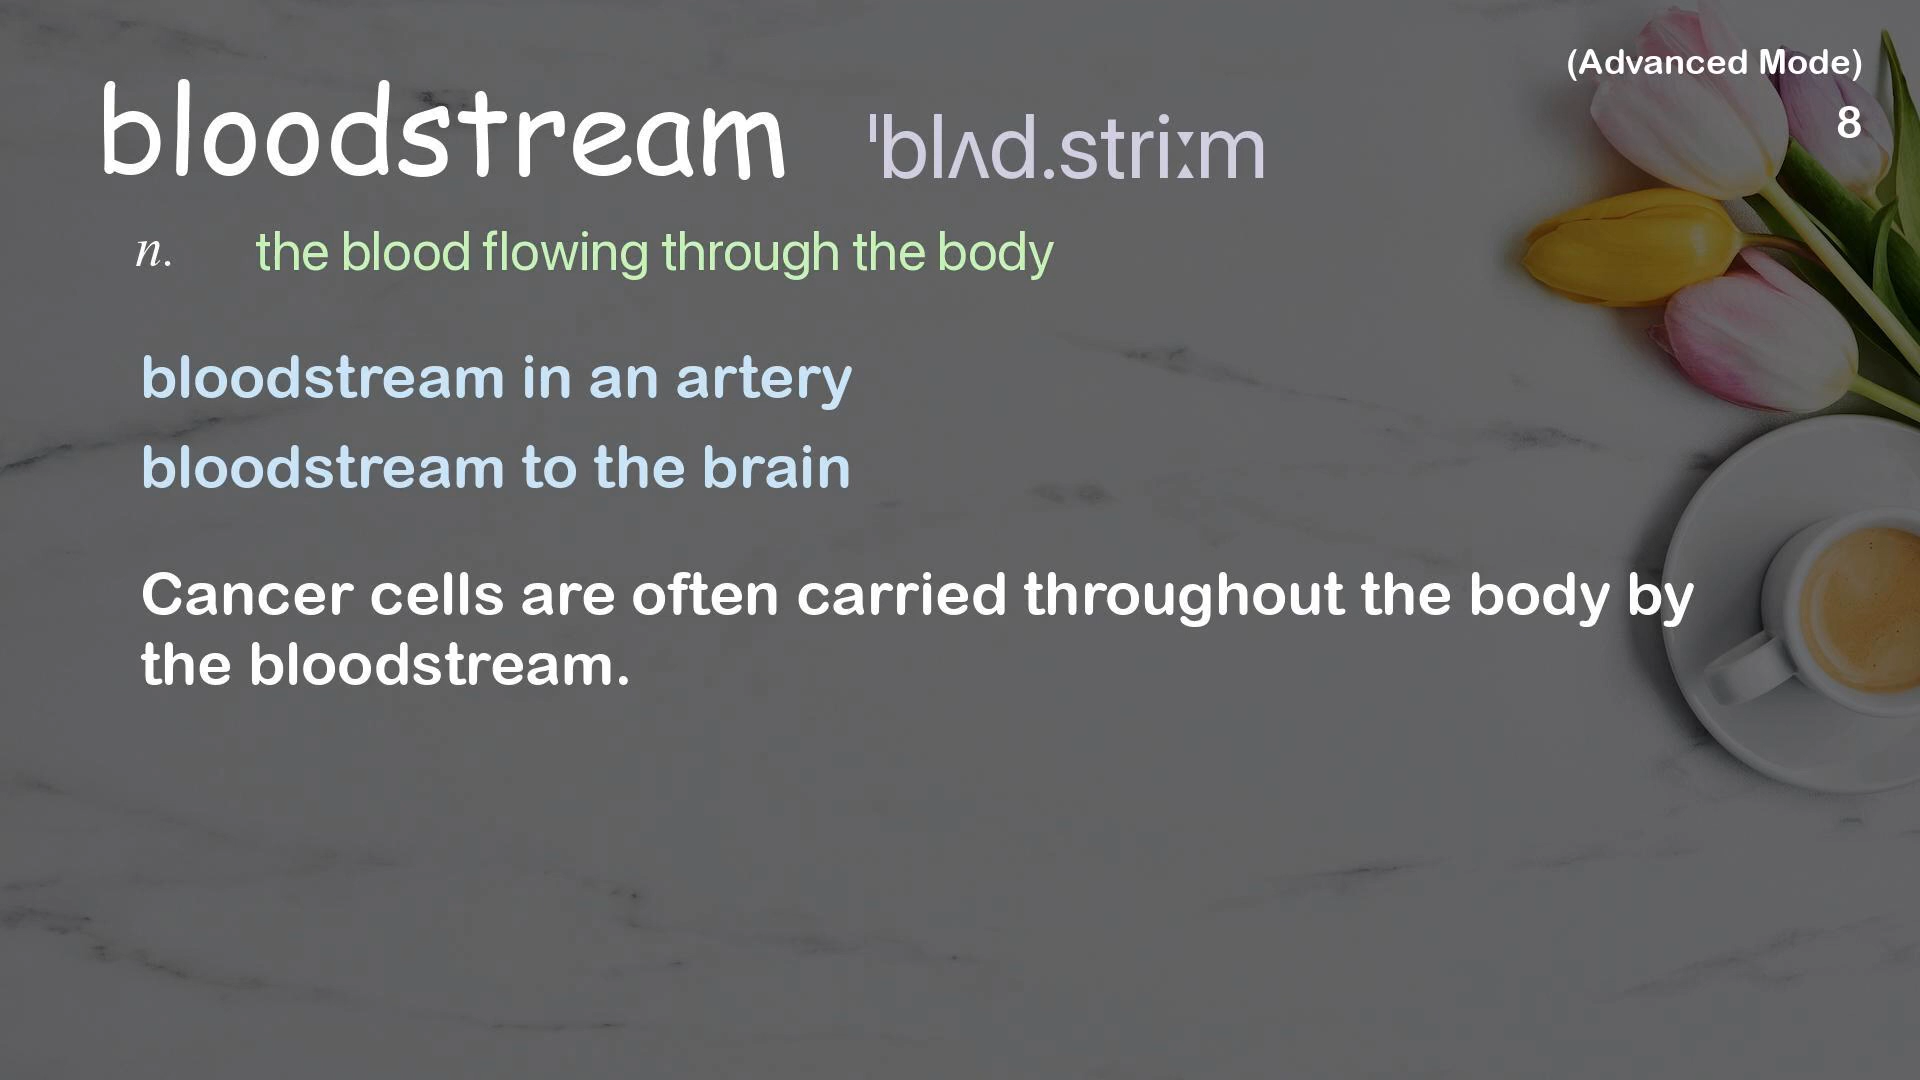 (Advanced Mode)
8
bloodstream ˈblʌd.striːm
n. the blood flowing through the body
bloodstream in an artery
bloodstream to the brain
Cancer cells are often carried throughout the body by
the bloodstream.